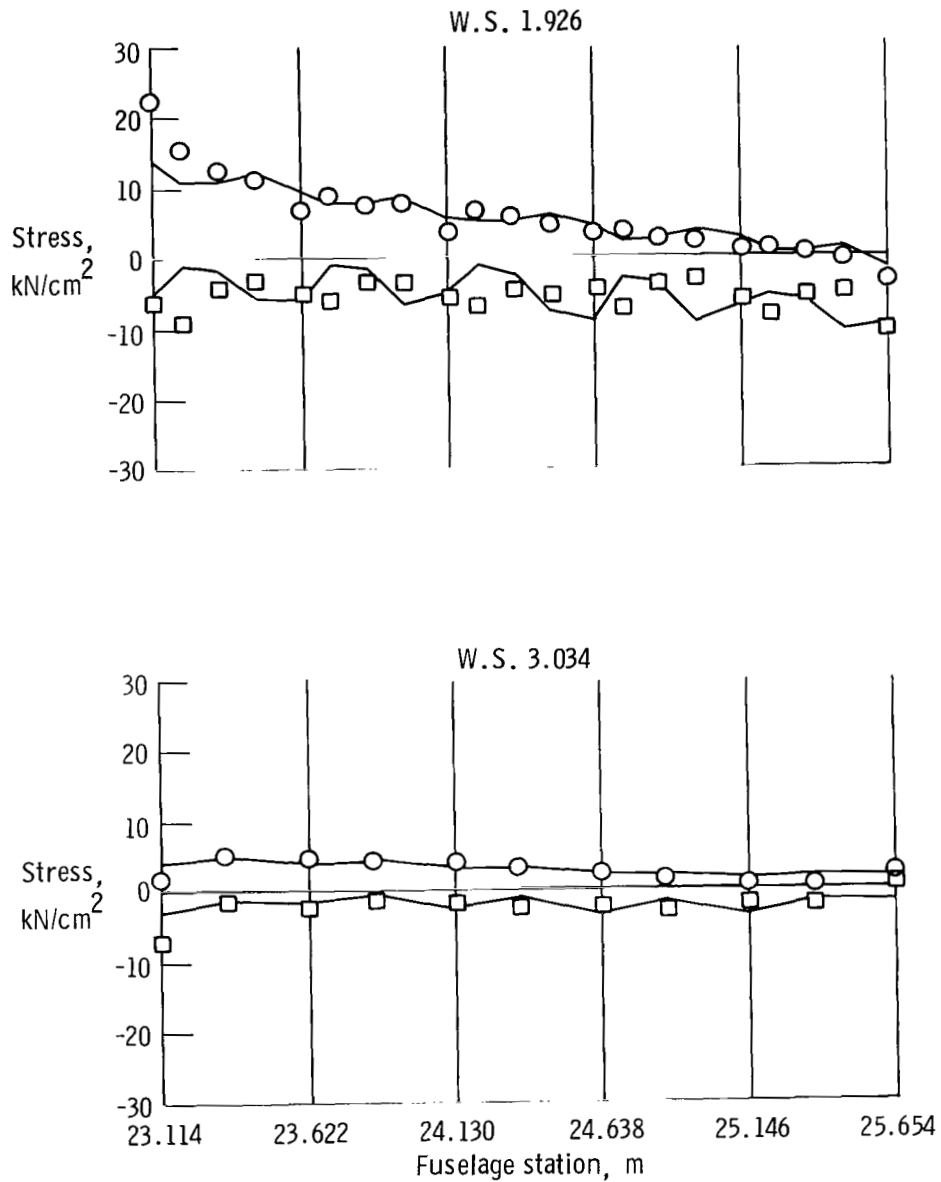 W.S. 1.926
30
20
10
Stress,
kN/cm2
0
-10
-20
-30
W.S. 3.034
30
20
10
Stress,
kN/cm2
0
-10
-20
-30
23.114 23.622 24.130 24.638 25.146 25.654
Fuselage station, m